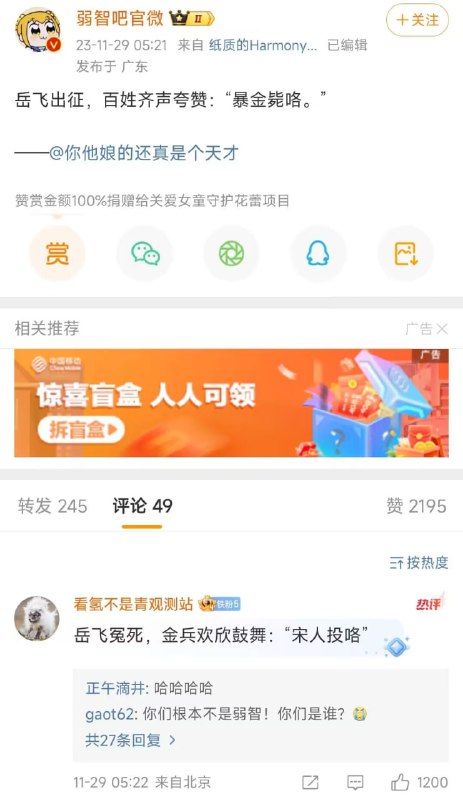 弱智吧官微 II
+关注
23-11-29 05:21 来自 纸质的Harmony... 已编辑
发布于 广东
岳飞出征，百姓齐声夸赞：“暴金毙咯。”
——@你他娘的还真是个天才
赞赏金额100%捐赠给关爱女童守护花蕾项目
赏
相关推荐
广告
中国移动
China Mobile
广告
惊喜盲盒 人人可领
拆盲盒
转发 245 评论 49 赞 2195
按热度
看氢不是青观测站 铁粉5
热评
岳飞冤死，金兵欢欣鼓舞：“宋人投咯”
正午滴井: 哈哈哈哈
gaot62: 你们根本不是弱智！你们是谁？😭
共27条回复
11-29 05:22 来自北京
1200